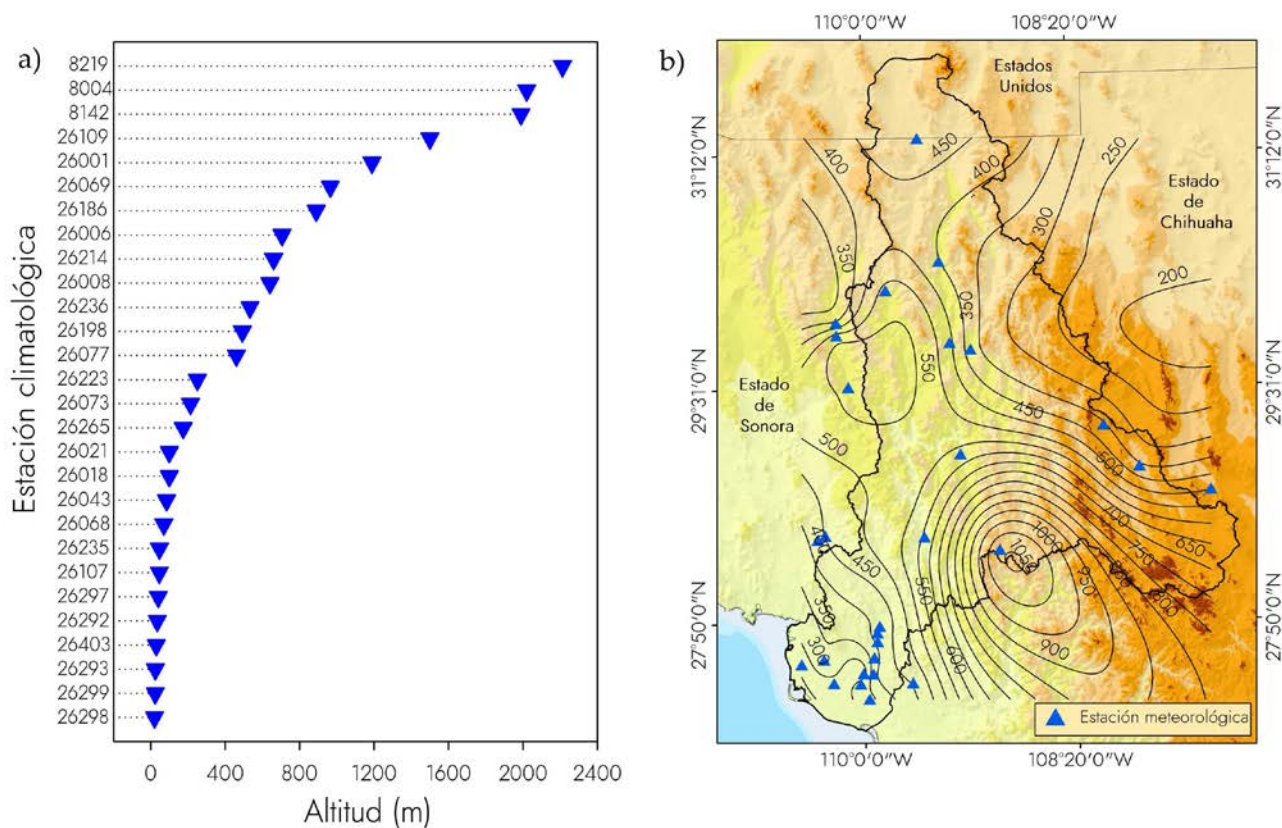 a)
8219
8004
8142
26109
26001
26069
26186
26006
26214
26008
26236
26198
26077
26223
26073
26265
26021
26018
26043
26068
26235
26107
26297
26292
26403
26293
26299
26298
Estación climatológica
0 400 800 1200 1600 2000 2400
Altitud (m)
b)
110°0'0"W 108°20'0"W
31°12'0"N
29°31'0"N
27°50'0"N
Estados
Unidos
Estado
de
Chihuaha
Estado
de
Sonora
400
450
400
250
300
350
200
350
550
450
500
500
700
650
750
1000
1050
450
550
350
300
600
950
900
800
Estación meteorológica
31°12'0"N
29°31'0"N
27°50'0"N
110°0'0"W 108°20'0"W